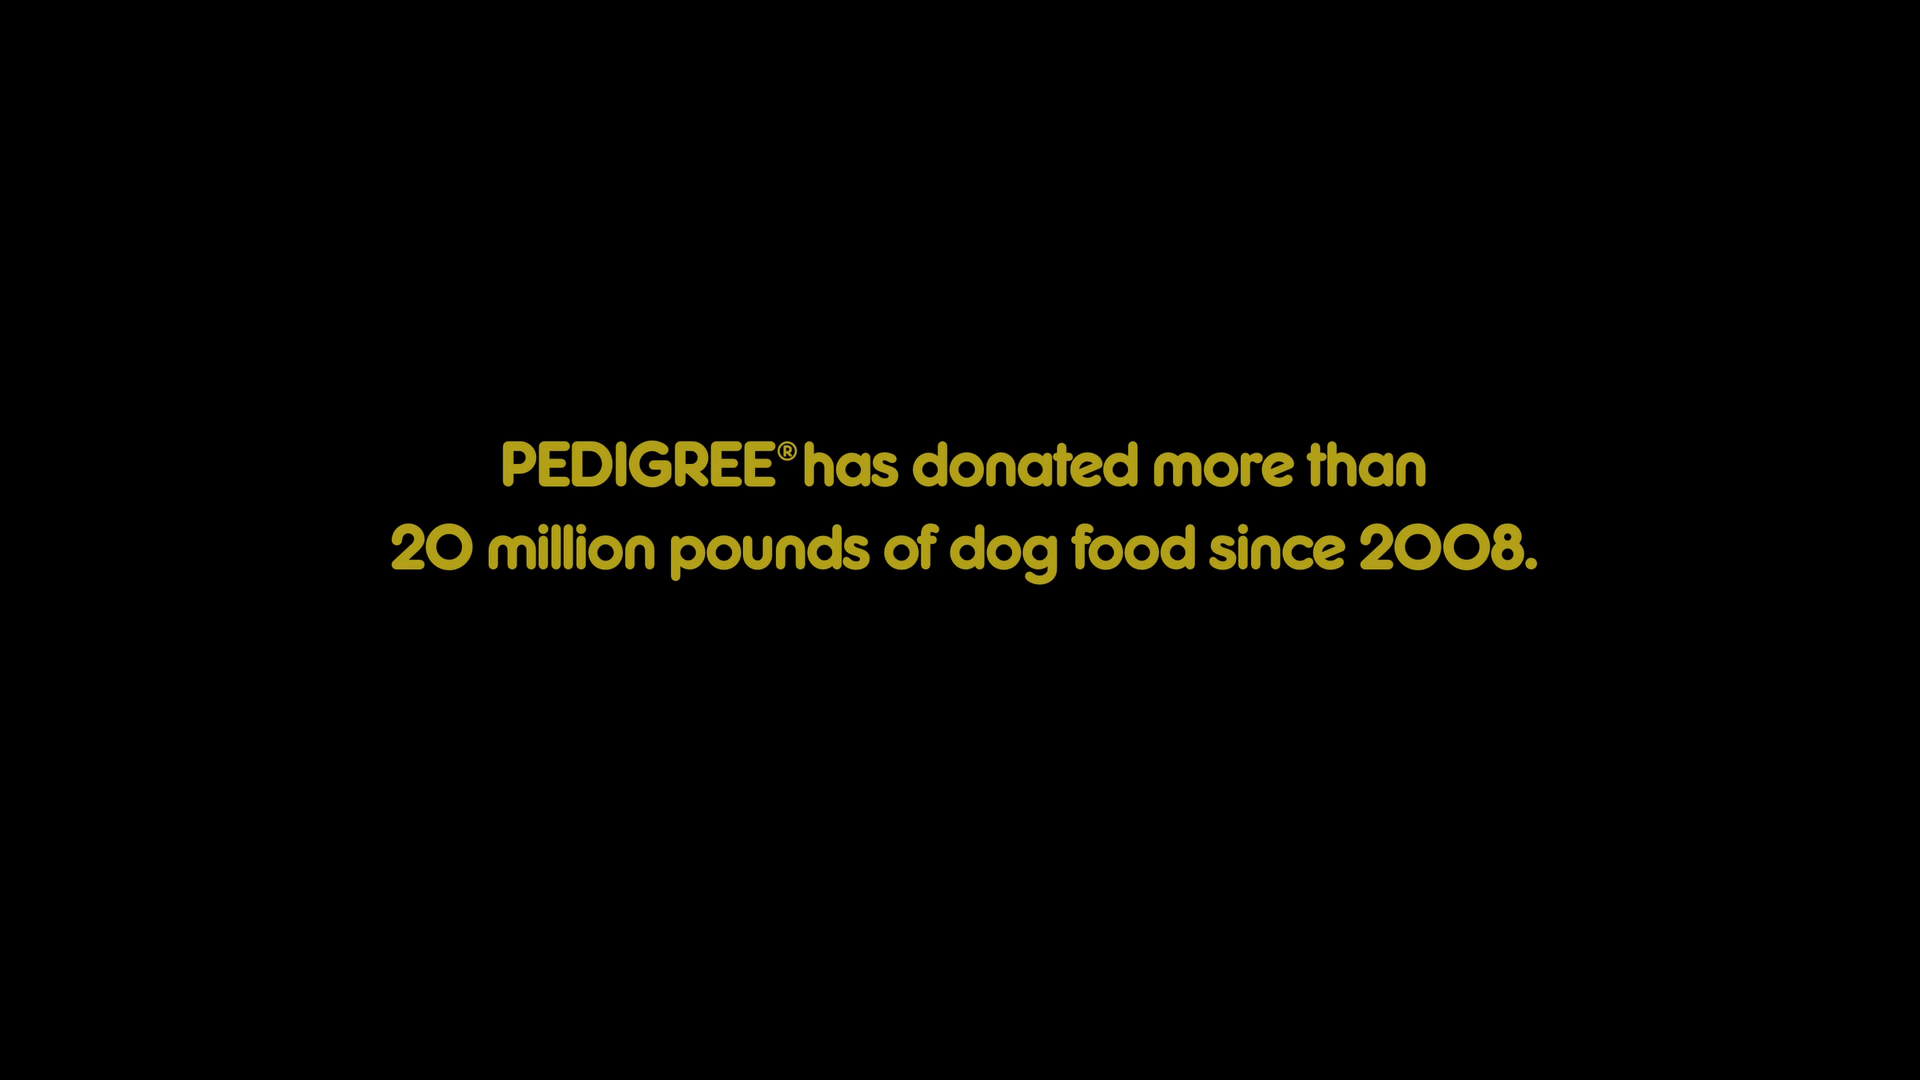 PEDIGREE® has donated more than
20 million pounds of dog food since 2008.